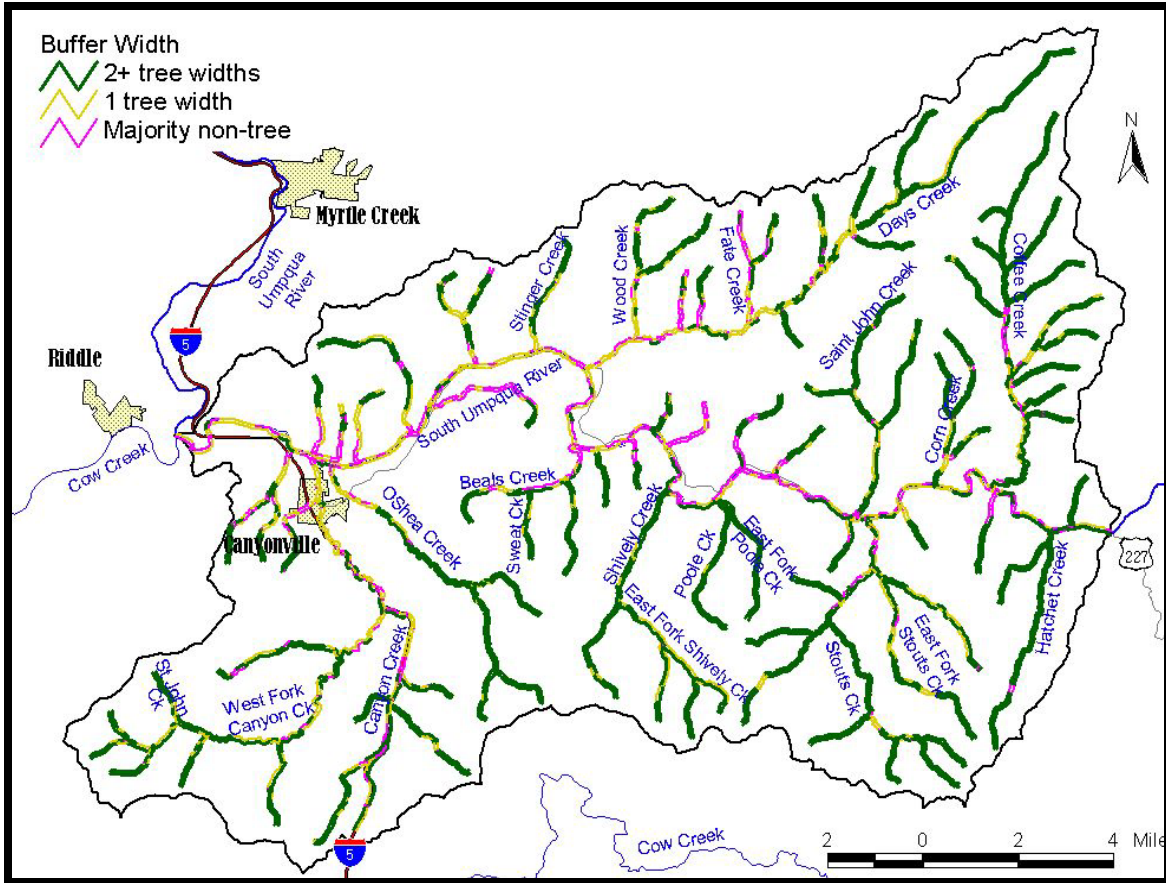 Buffer Width
2+ tree widths
1 tree width
Majority non-tree
N
Myrtle Creek
South
Umpqua
River
5
Riddle
Cow Creek
Stinger Creek
Wood Creek
Fate Creek
Days Creek
Coffee Creek
Saint John Creek
South Umpqua River
Corn Creek
Beals Creek
OShea Creek
Sweat Ck
Canyonville
Shively Creek
Poole Ck
East Fork
Poole Ck
227
Hatchet Creek
East Fork Shively Ck
East Fork
Stouts Ck
Stouts Ck
St John
Ck
West Fork
Canyon Ck
Canyon Creek
5
Cow Creek
2 0 2 4 Mile